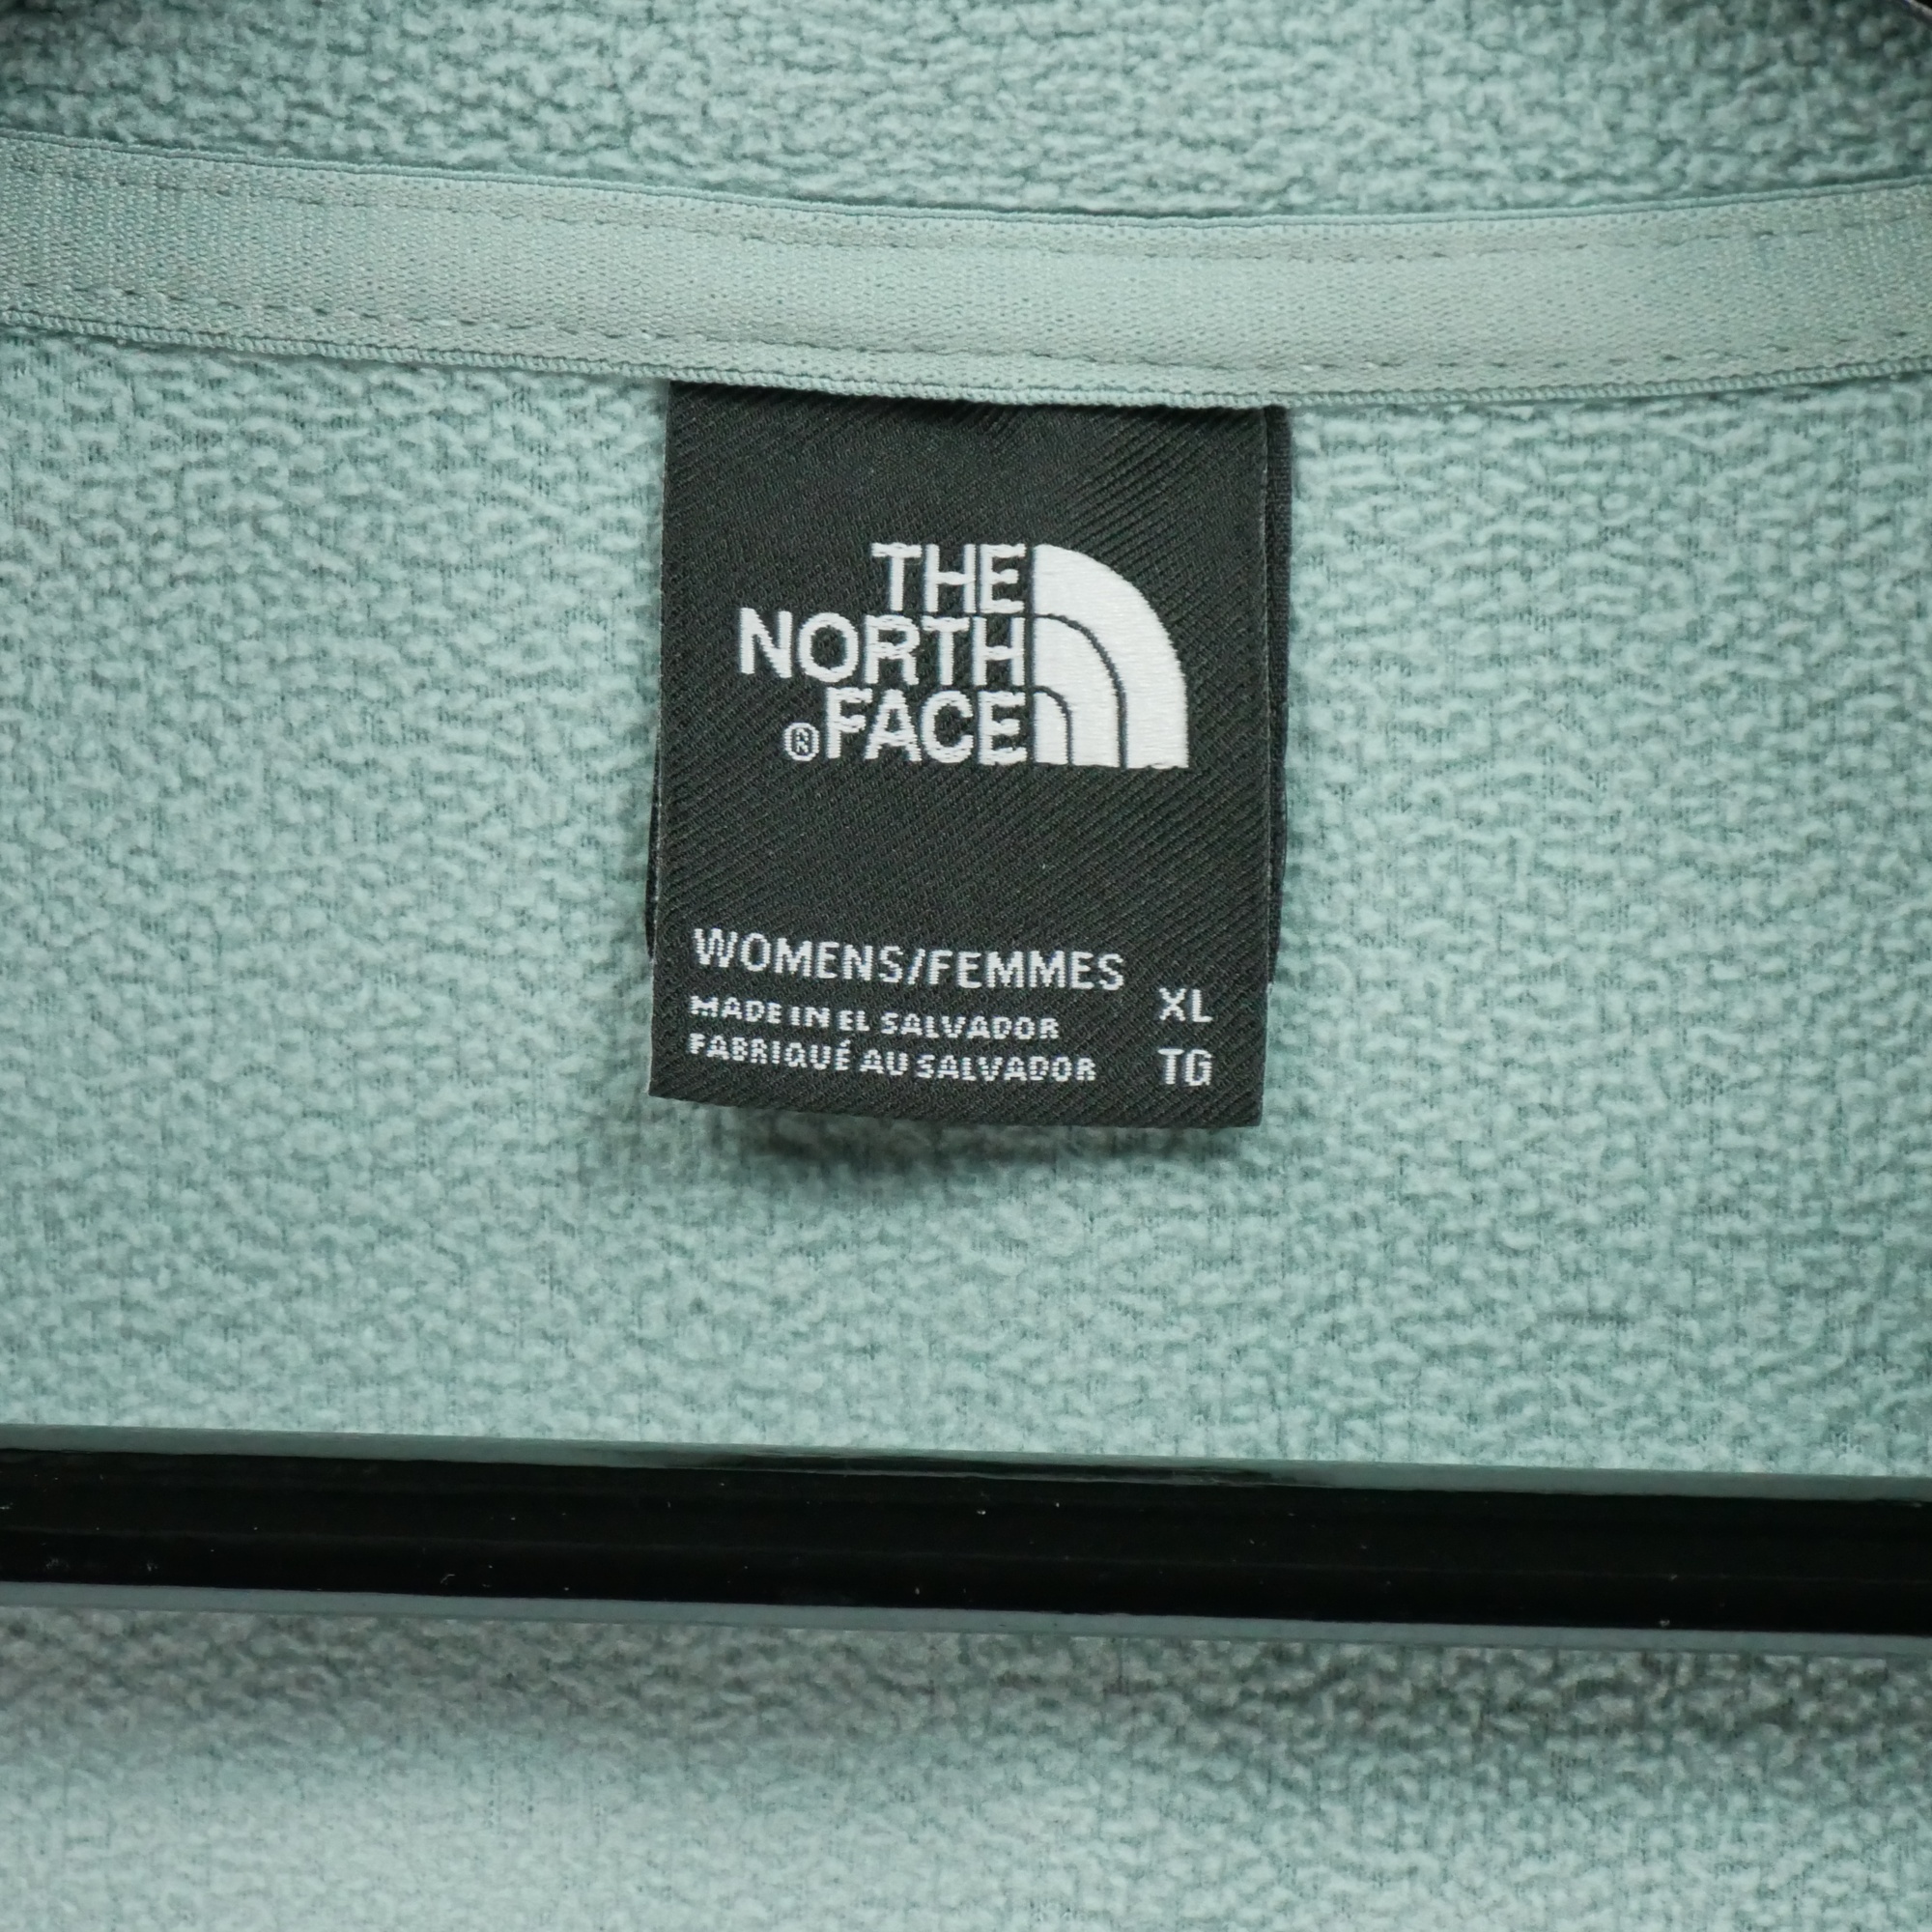 THE
NORTH
®FACE
WOMENS/FEMMES
MADE IN EL SALVADOR
FABRIQUÉ AU SALVADOR
XL
TG